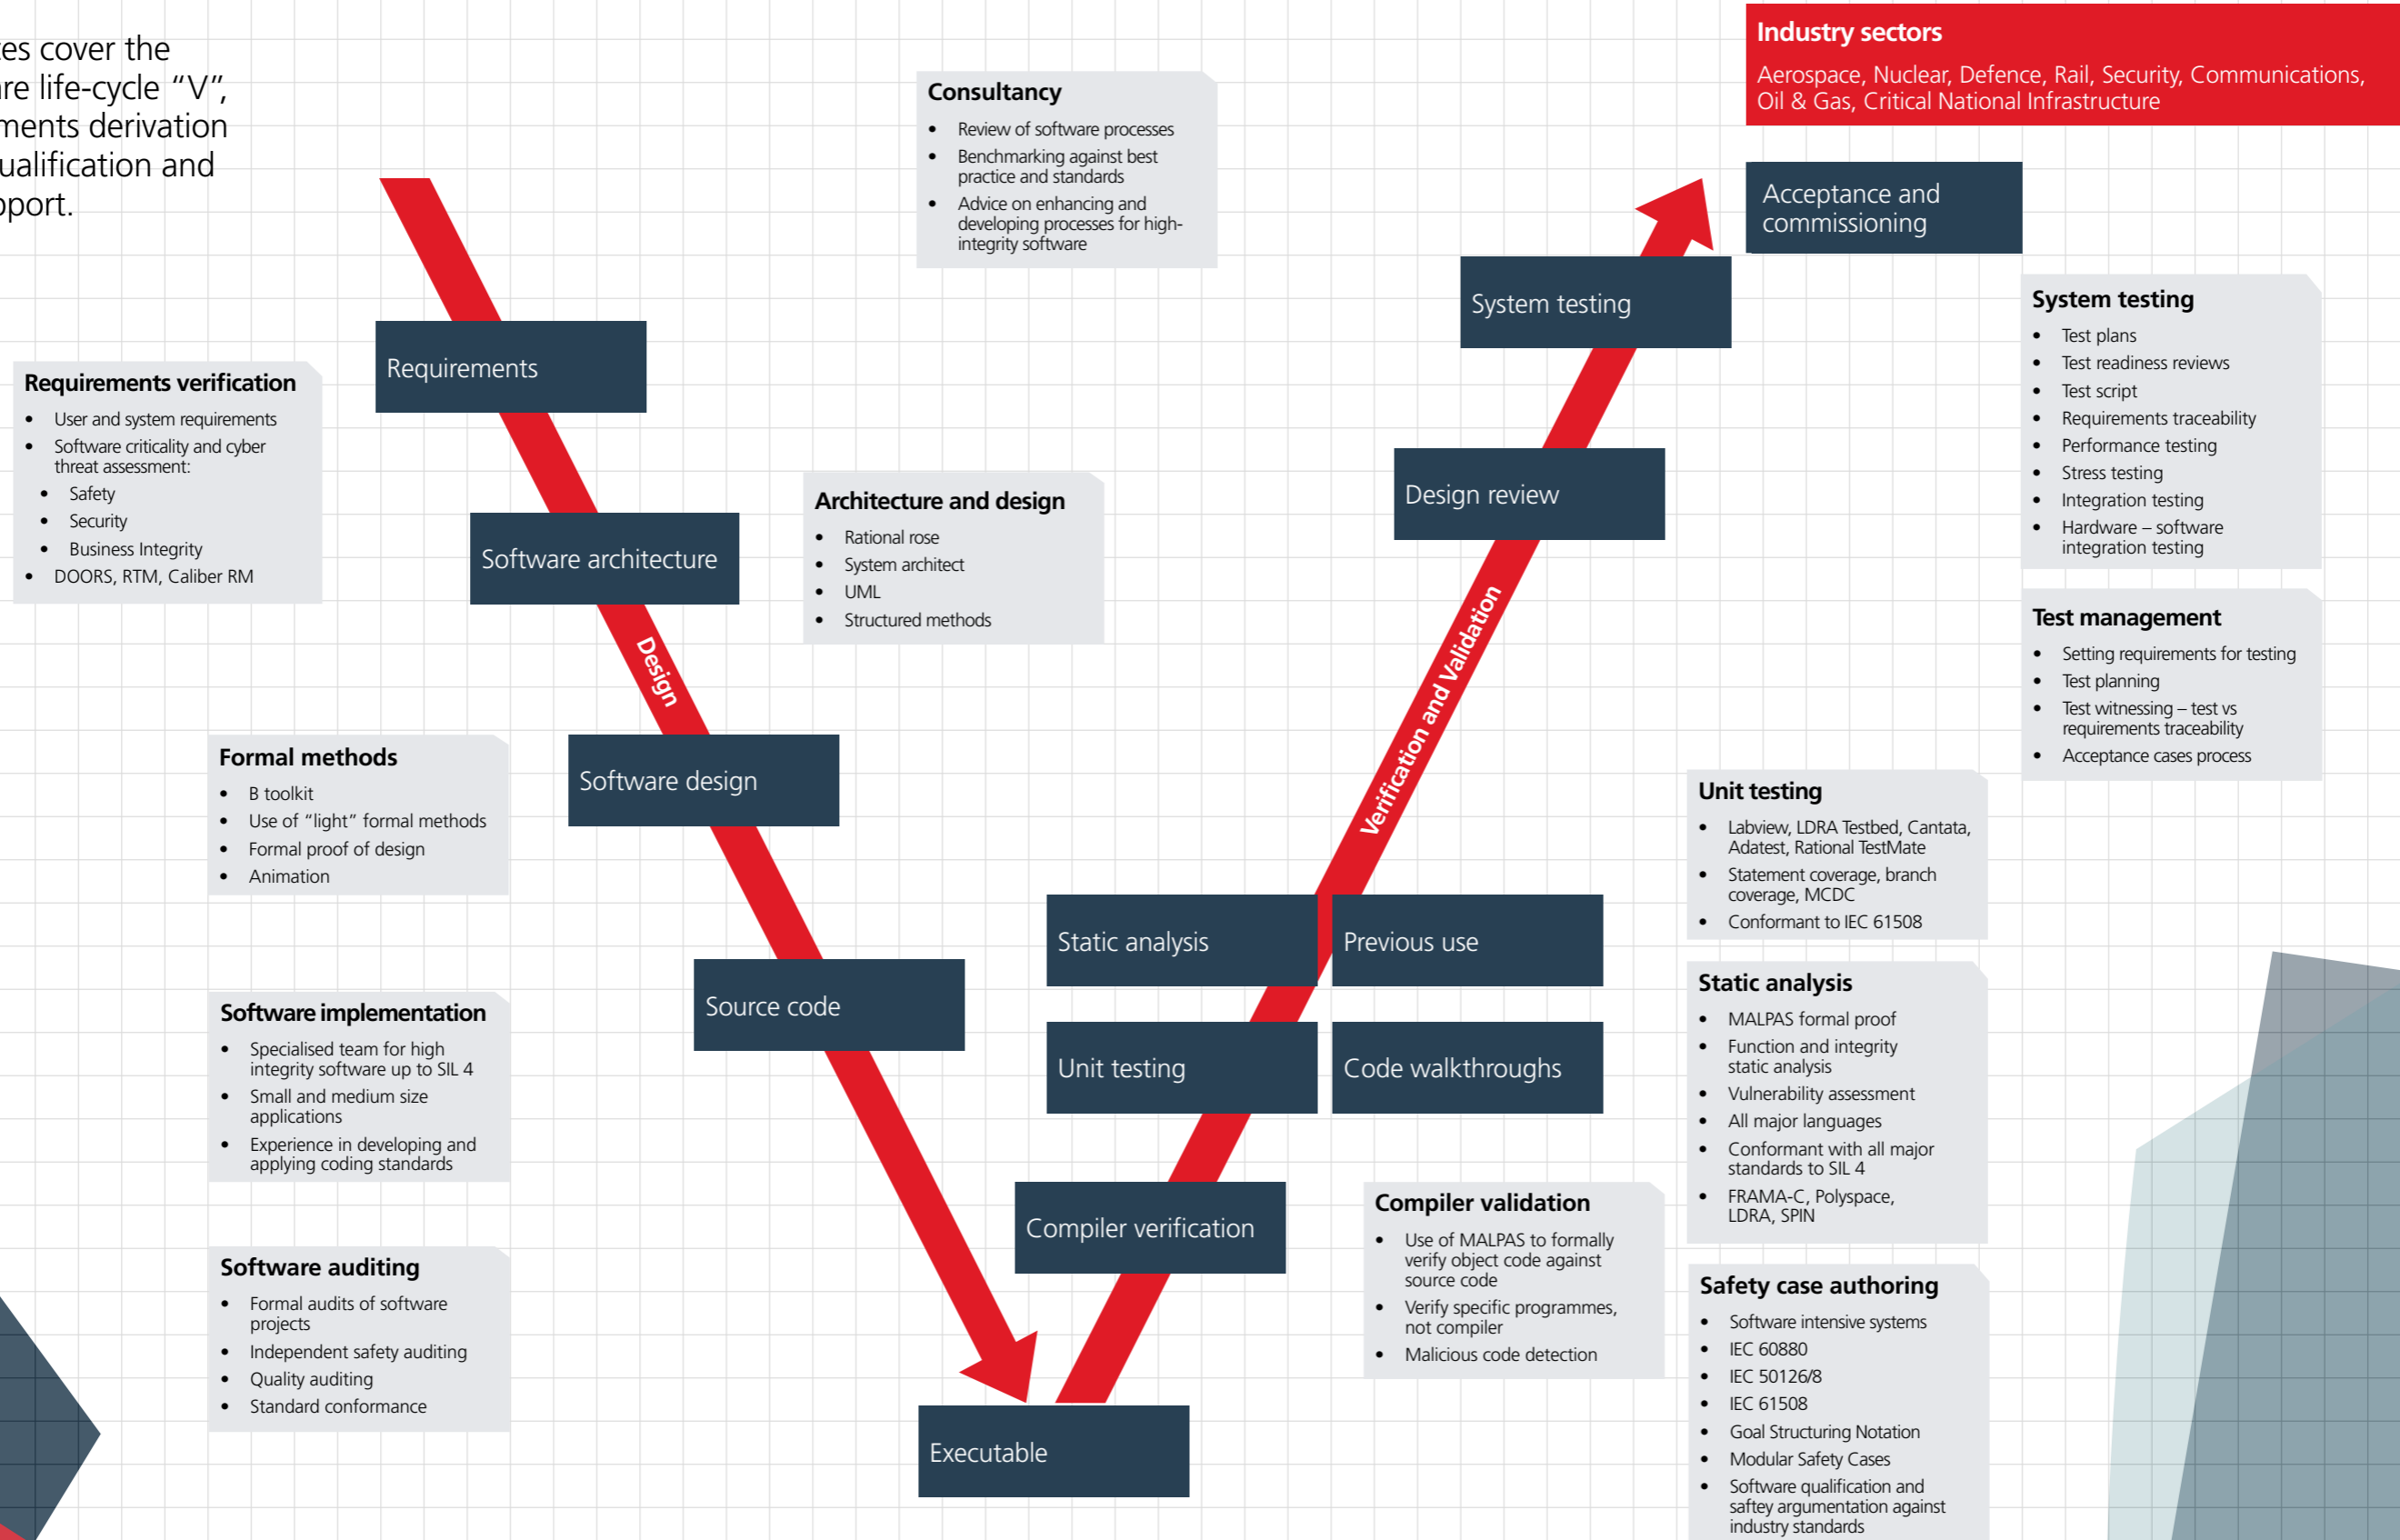 es cover the
re life-cycle “V”,
ments derivation
ualification and
port.
Industry sectors
Aerospace, Nuclear, Defence, Rail, Security, Communications,
Oil & Gas, Critical National Infrastructure
Consultancy
• Review of software processes
• Benchmarking against best
practice and standards
• Advice on enhancing and
developing processes for high-
integrity software
Acceptance and
commissioning
System testing
Requirements
Requirements verification
• User and system requirements
• Software criticality and cyber
threat assessment:
• Safety
• Security
• Business Integrity
• DOORS, RTM, Caliber RM
System testing
• Test plans
• Test readiness reviews
• Test script
• Requirements traceability
• Performance testing
• Stress testing
• Integration testing
• Hardware – software
integration testing
Design review
Software architecture
Architecture and design
• Rational rose
• System architect
• UML
• Structured methods
Design
Verification and Validation
Test management
• Setting requirements for testing
• Test planning
• Test witnessing – test vs
requirements traceability
• Acceptance cases process
Formal methods
• B toolkit
• Use of “light” formal methods
• Formal proof of design
• Animation
Software design
Unit testing
• Labview, LDRA Testbed, Cantata,
Adatest, Rational TestMate
• Statement coverage, branch
coverage, MCDC
• Conformant to IEC 61508
Static analysis
Previous use
Source code
Software implementation
• Specialised team for high
integrity software up to SIL 4
• Small and medium size
applications
• Experience in developing and
applying coding standards
Unit testing
Code walkthroughs
Static analysis
• MALPAS formal proof
• Function and integrity
static analysis
• Vulnerability assessment
• All major languages
• Conformant with all major
standards to SIL 4
• FRAMA-C, Polyspace,
LDRA, SPIN
Compiler verification
Compiler validation
• Use of MALPAS to formally
verify object code against
source code
• Verify specific programmes,
not compiler
• Malicious code detection
Software auditing
• Formal audits of software
projects
• Independent safety auditing
• Quality auditing
• Standard conformance
Safety case authoring
• Software intensive systems
• IEC 60880
• IEC 50126/8
• IEC 61508
• Goal Structuring Notation
• Modular Safety Cases
• Software qualification and
saftey argumentation against
industry standards
Executable